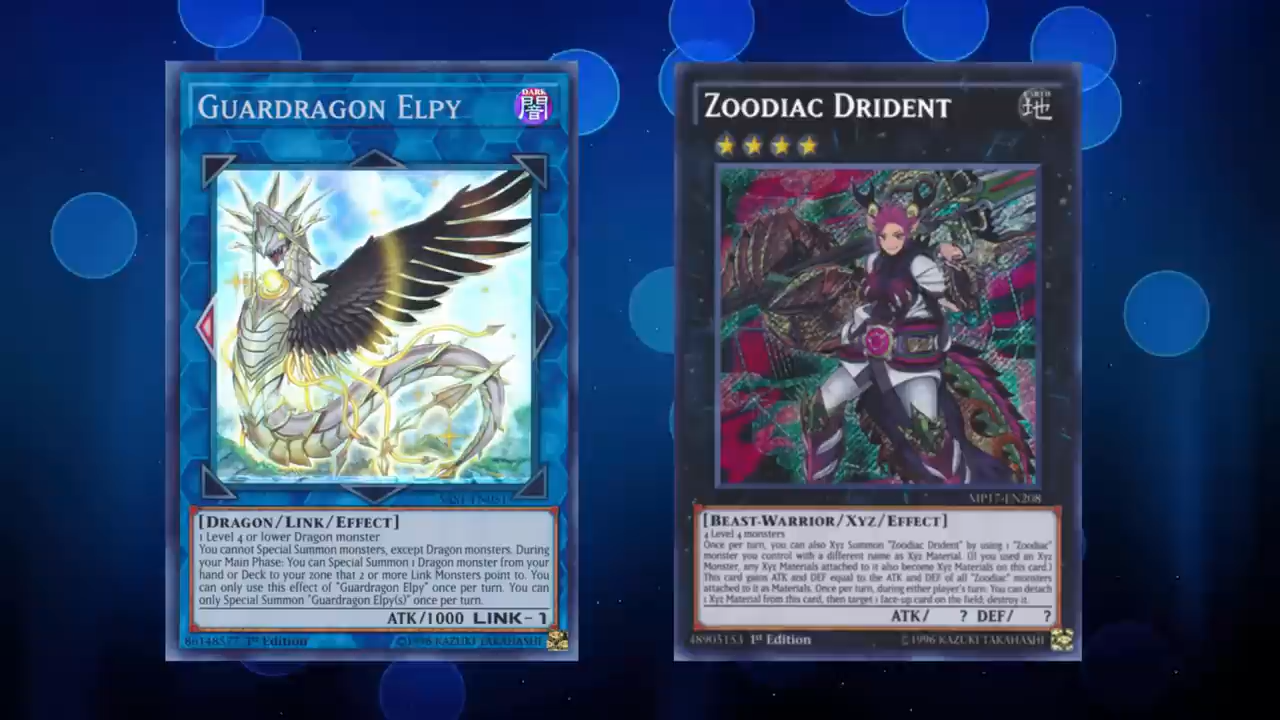 GUARDRAGON ELPY
DARK
闇
[DRAGON/LINK/EFFECT]
1 Level 4 or lower Dragon monster
You cannot Special Summon monsters, except Dragon monsters. During
your Main Phase: You can Special Summon 1 Dragon monster from your
hand or Deck to your zone that 2 or more Link Monsters point to. You
can only use this effect of "Guardragon Elpy" once per turn. You can
only Special Summon "Guardragon Elpy(s)" once per turn.
ATK/1000 LINK-1
86148577 1st Edition
©1996 KAZUKI TAKAHASHI
ZOODIAC DRIDENT
EARTH
地
MP17-EN208
[BEAST-WARRIOR/XYZ/EFFECT]
4 Level 4 monsters
Once per turn, you can also Xyz Summon "Zoodiac Drident" by using 1 "Zoodiac"
monster you control with a different name as Xyz Material. (If you used an Xyz
Monster, any Xyz Materials attached to it also become Xyz Materials on this card.)
This card gains ATK and DEF equal to the ATK and DEF of all "Zoodiac" monsters
attached to it as Materials. Once per turn, during either player's turn: You can detach
1 Xyz Material from this card, then target 1 face-up card on the field; destroy it.
ATK/ ? DEF/ ?
48905153 1st Edition
©1996 KAZUKI TAKAHASHI